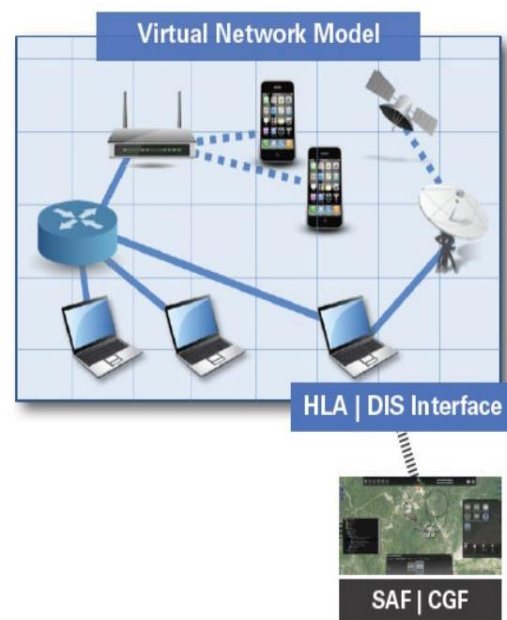 Virtual Network Model
HLA | DIS Interface
SAF | CGF